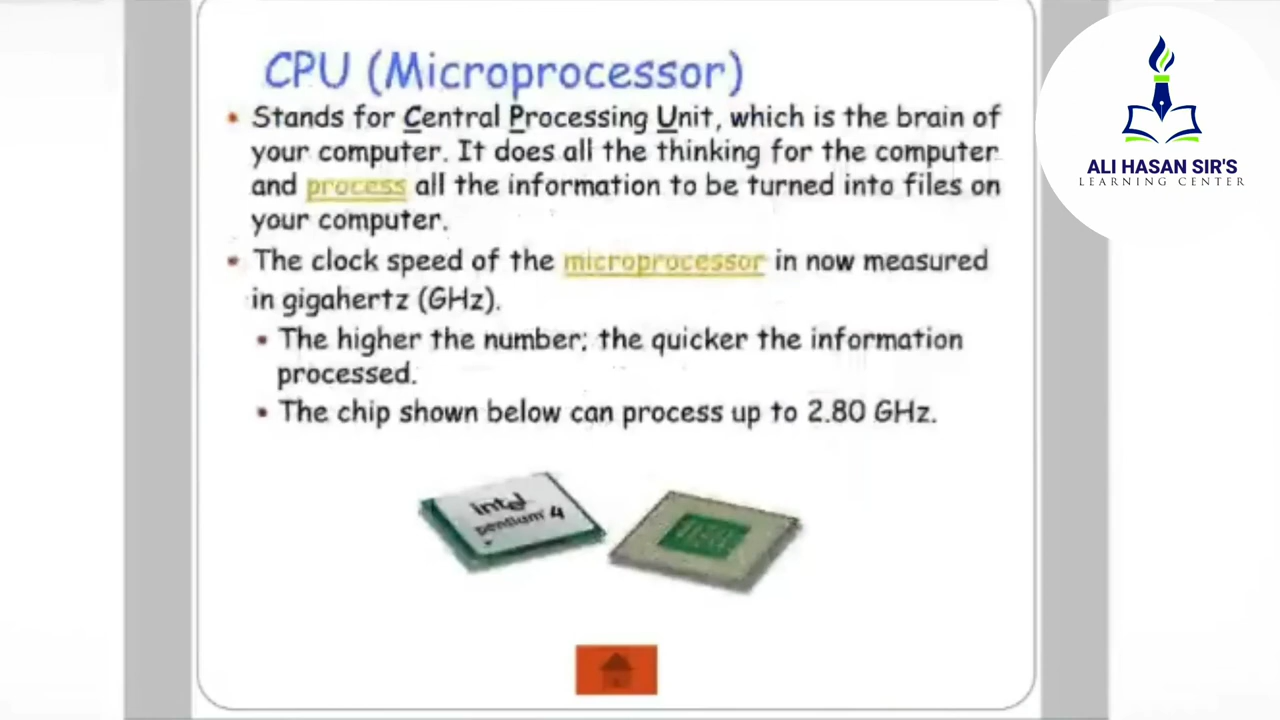 CPU (Microprocessor)
• Stands for Central Processing Unit, which is the brain of
your computer. It does all the thinking for the computer
and process all the information to be turned into files on
your computer.
• The clock speed of the microprocessor in now measured
in gigahertz (GHz).
• The higher the number; the quicker the information
processed.
• The chip shown below can process up to 2.80 GHz.
intel
pentium 4
ALI HASAN SIR'S
LEARNING CENTER